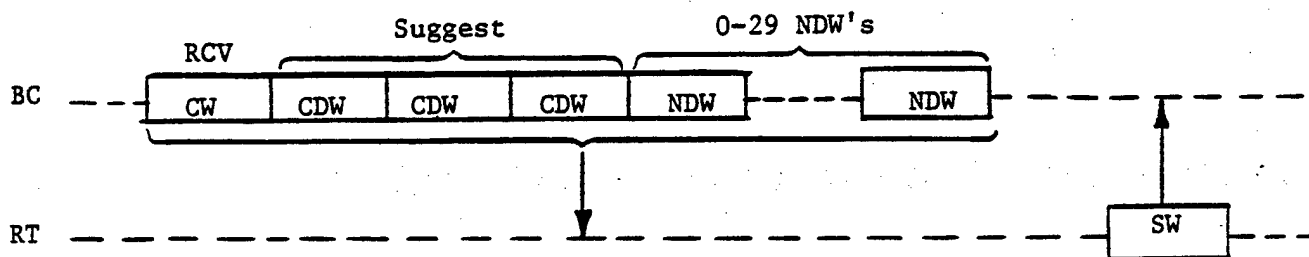 Suggest
0-29 NDW's
RCV
BC
CW CDW CDW CDW NDW NDW
RT
SW